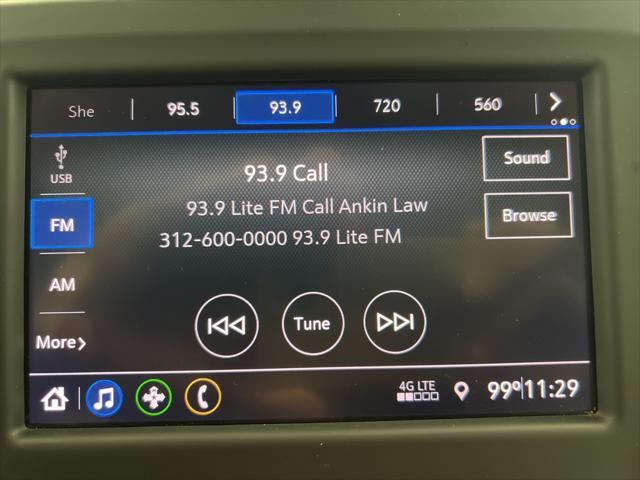 She 95.5 93.9 720 560
USB
FM
AM
More
93.9 Call
93.9 Lite FM Call Ankin Law
312-600-0000 93.9 Lite FM
Sound
Browse
Tune
4G LTE
99° 11:29